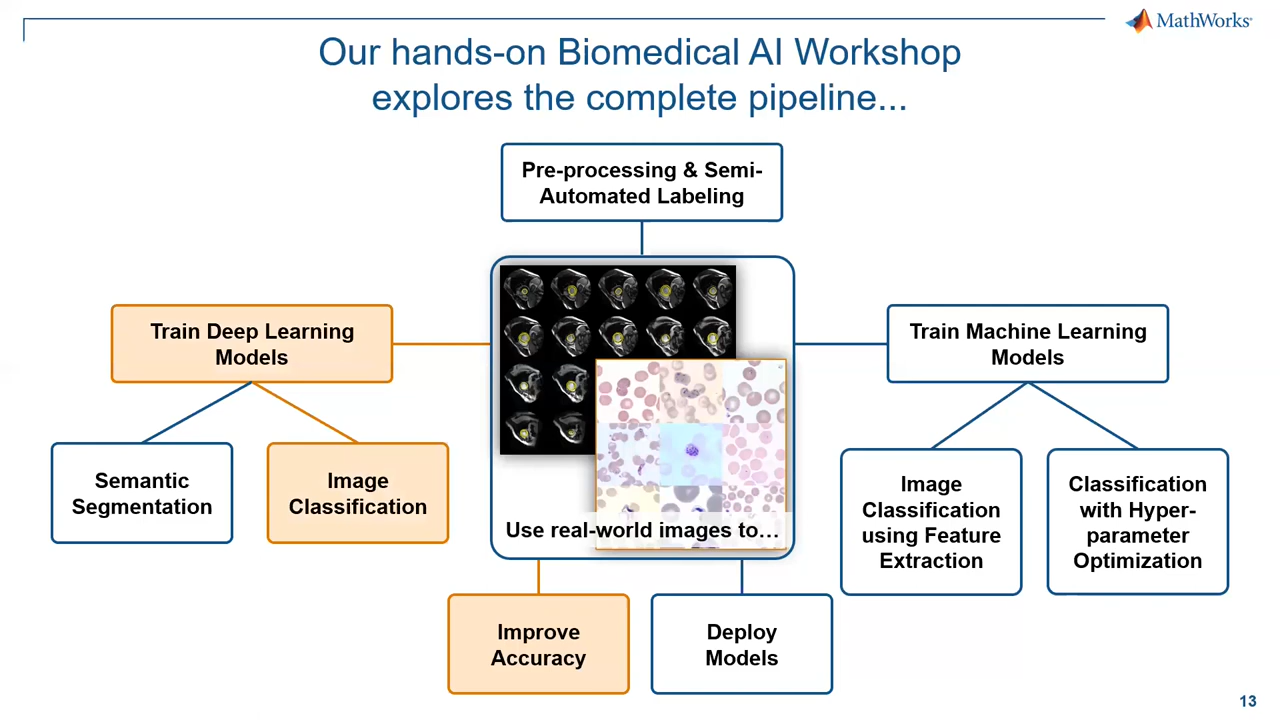 MathWorks
Our hands-on Biomedical AI Workshop
explores the complete pipeline...
Pre-processing & Semi-
Automated Labeling
Train Deep Learning
Models
Semantic
Segmentation
Image
Classification
Use real-world images to…
Train Machine Learning
Models
Image
Classification
using Feature
Extraction
Classification
with Hyper-
parameter
Optimization
Improve
Accuracy
Deploy
Models
13